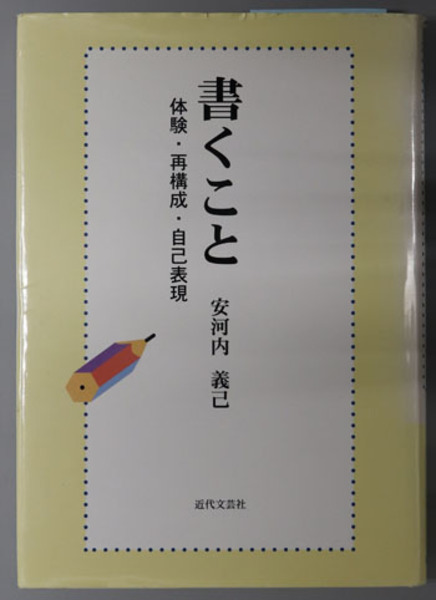 書くこと
体験・再構成・自己表現
安河内 義己
近代文芸社